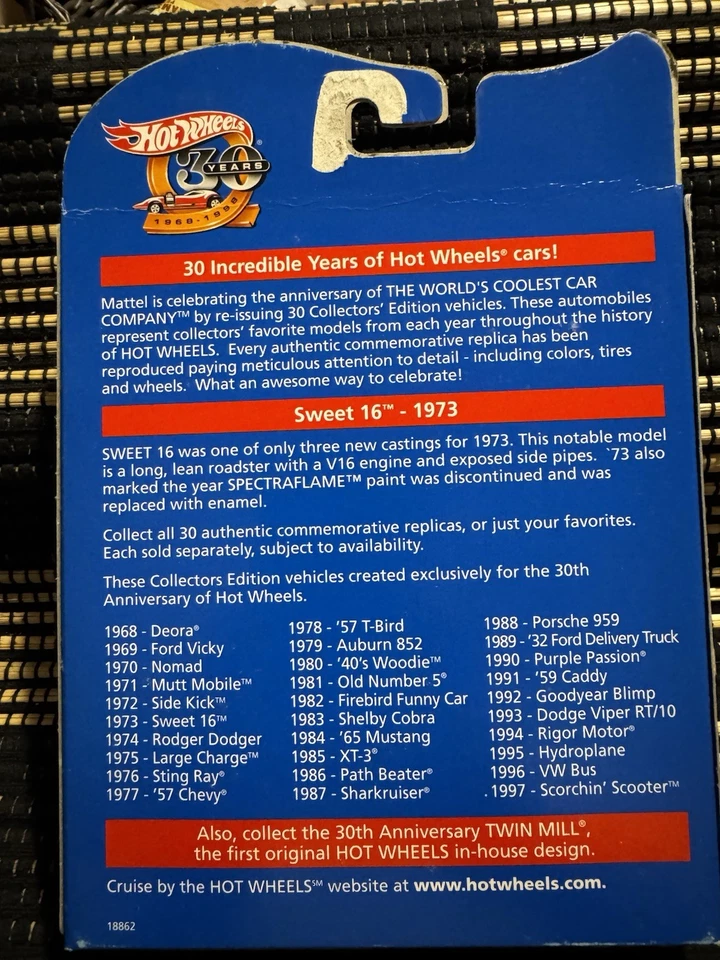 HOT WHEELS®
30
YEARS
1968-1998
30 Incredible Years of Hot Wheels® cars!
Mattel is celebrating the anniversary of THE WORLD'S COOLEST CAR
COMPANY™ by re-issuing 30 Collectors' Edition vehicles. These automobiles
represent collectors' favorite models from each year throughout the history
of HOT WHEELS. Every authentic commemorative replica has been
reproduced paying meticulous attention to detail - including colors, tires
and wheels. What an awesome way to celebrate!
Sweet 16™ - 1973
SWEET 16 was one of only three new castings for 1973. This notable model
is a long, lean roadster with a V16 engine and exposed side pipes. `73 also
marked the year SPECTRAFLAME™ paint was discontinued and was
replaced with enamel.
Collect all 30 authentic commemorative replicas, or just your favorites.
Each sold separately, subject to availability.
These Collectors Edition vehicles created exclusively for the 30th
Anniversary of Hot Wheels.
1968 - Deora®
1969 - Ford Vicky
1970 - Nomad
1971 - Mutt Mobile™
1972 - Side Kick™
1973 - Sweet 16™
1974 - Rodger Dodger
1975 - Large Charge™
1976 - Sting Ray®
1977 - '57 Chevy®
1978 - '57 T-Bird
1979 - Auburn 852
1980 - '40's Woodie™
1981 - Old Number 5®
1982 - Firebird Funny Car
1983 - Shelby Cobra
1984 - '65 Mustang
1985 - XT-3®
1986 - Path Beater®
1987 - Sharkruiser®
1988 - Porsche 959
1989 - '32 Ford Delivery Truck
1990 - Purple Passion®
1991 - '59 Caddy
1992 - Goodyear Blimp
1993 - Dodge Viper RT/10
1994 - Rigor Motor®
1995 - Hydroplane
1996 - VW Bus
1997 - Scorchin' Scooter™
Also, collect the 30th Anniversary TWIN MILL®,
the first original HOT WHEELS in-house design.
Cruise by the HOT WHEELS℠ website at www.hotwheels.com.
18862